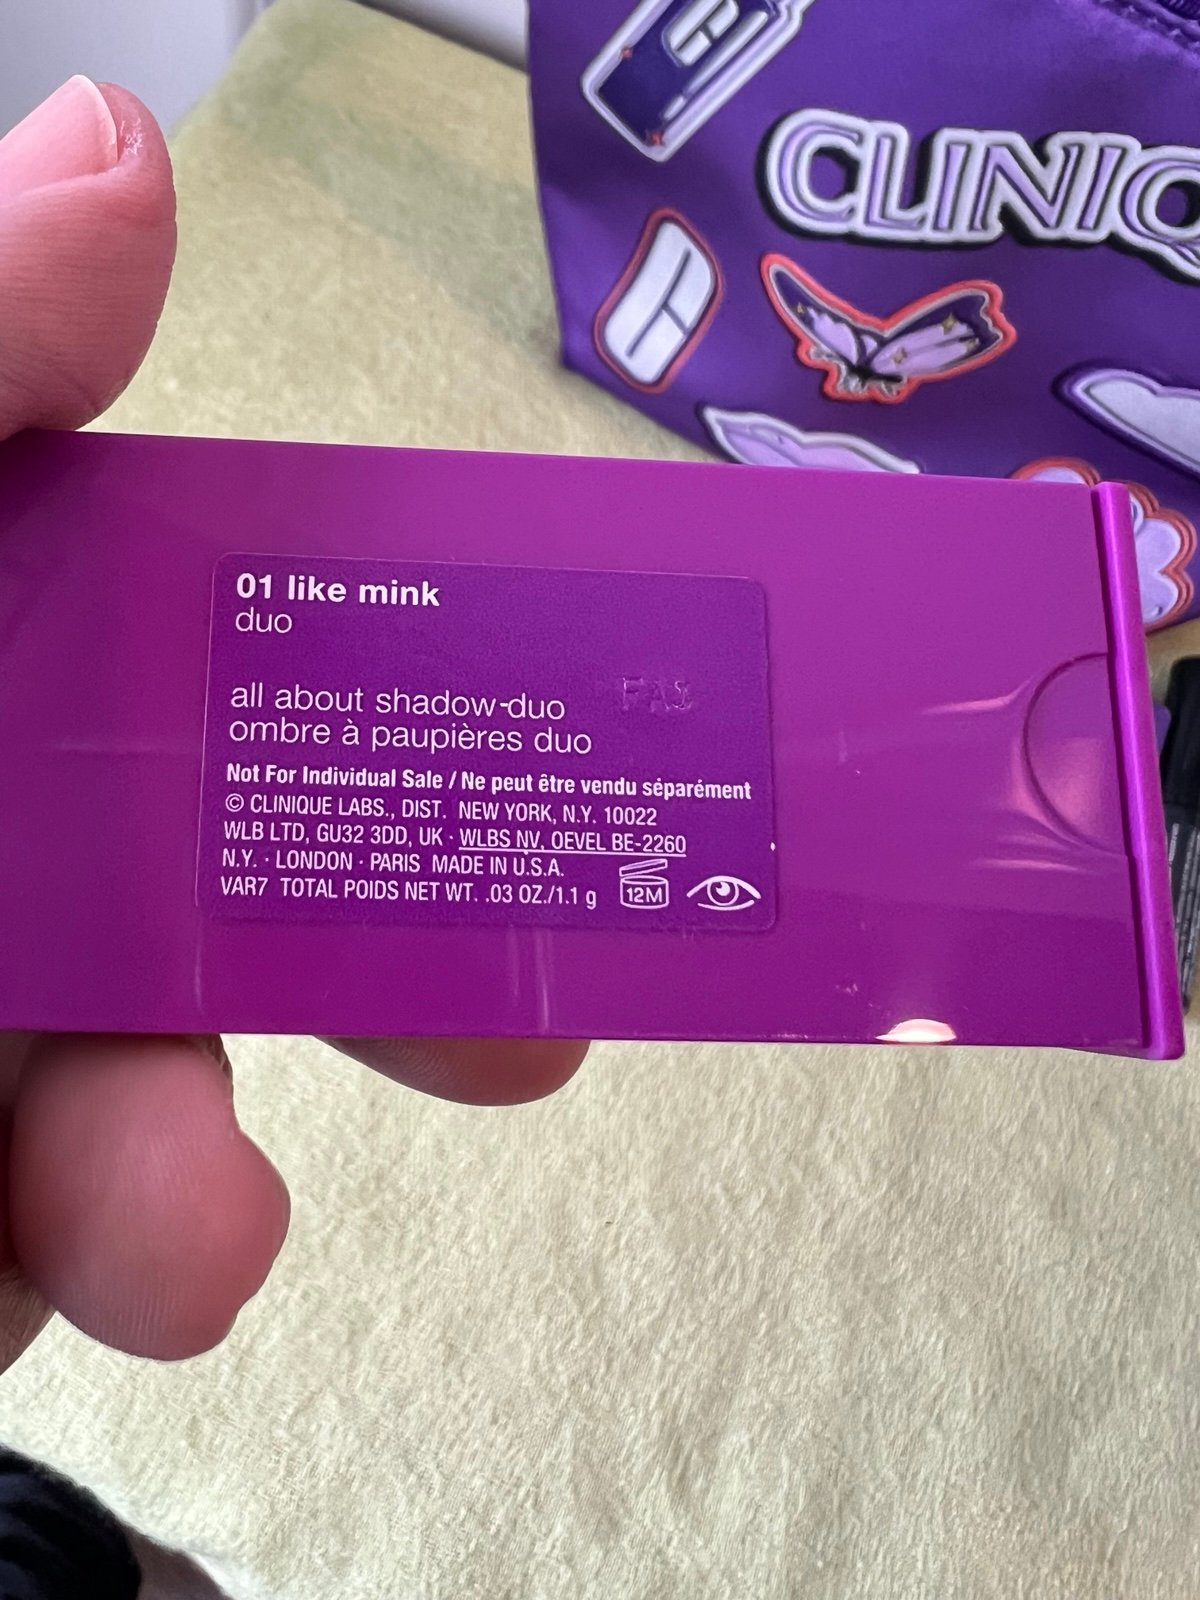 CLINIQ
01 like mink
duo
all about shadow-duo
ombre à paupières duo
Not For Individual Sale / Ne peut être vendu séparément
© CLINIQUE LABS., DIST. NEW YORK, N.Y. 10022
WLB LTD, GU32 3DD, UK · WLBS NV, OEVEL BE-2260
N.Y. · LONDON · PARIS MADE IN U.S.A.
VAR7 TOTAL POIDS NET WT. .03 OZ./1.1 g
12M